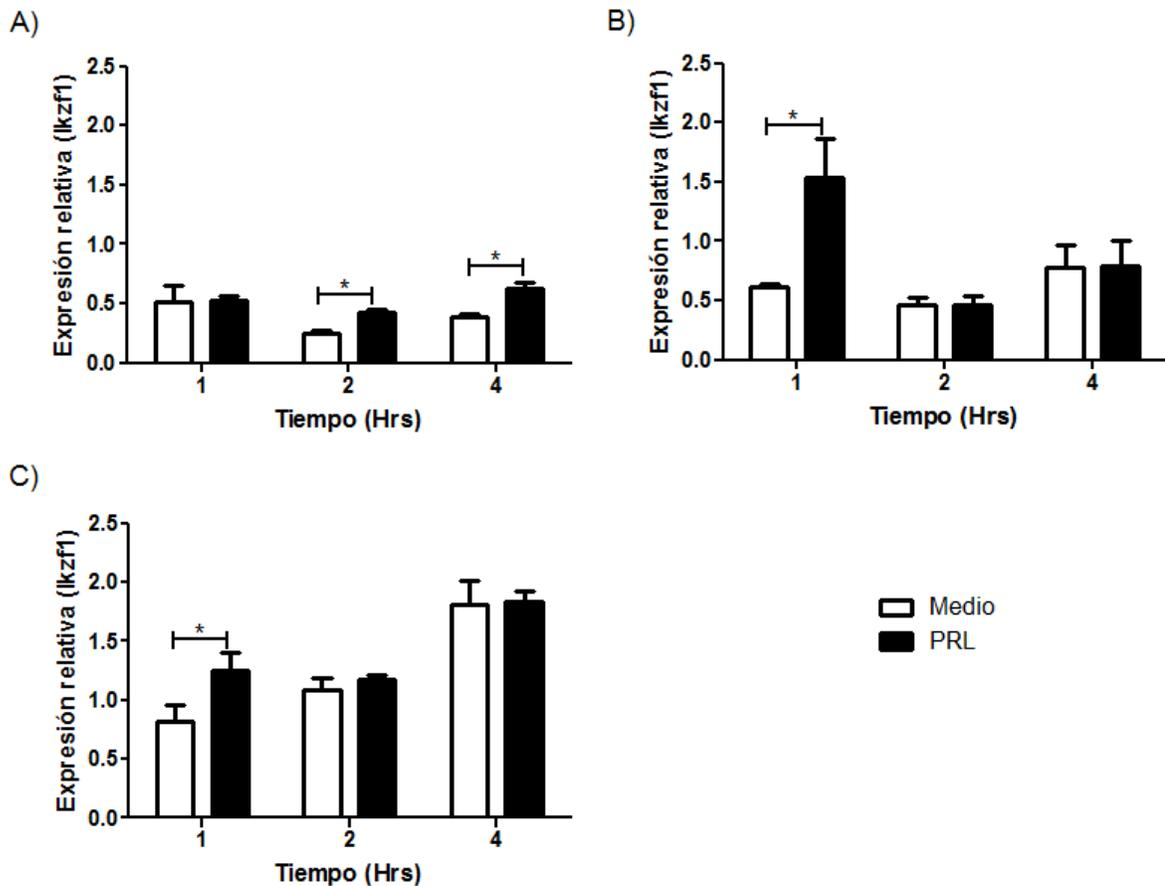 A)
Expresión relativa (Ikzf1)
2.5
2.0
1.5
1.0
0.5
0.0
*
*
1 2 4
Tiempo (Hrs)
B)
Expresión relativa (Ikzf1)
2.5
2.0
1.5
1.0
0.5
0.0
*
1 2 4
Tiempo (Hrs)
C)
Expresión relativa (Ikzf1)
2.5
2.0
1.5
1.0
0.5
0.0
*
1 2 4
Tiempo (Hrs)
Medio
PRL